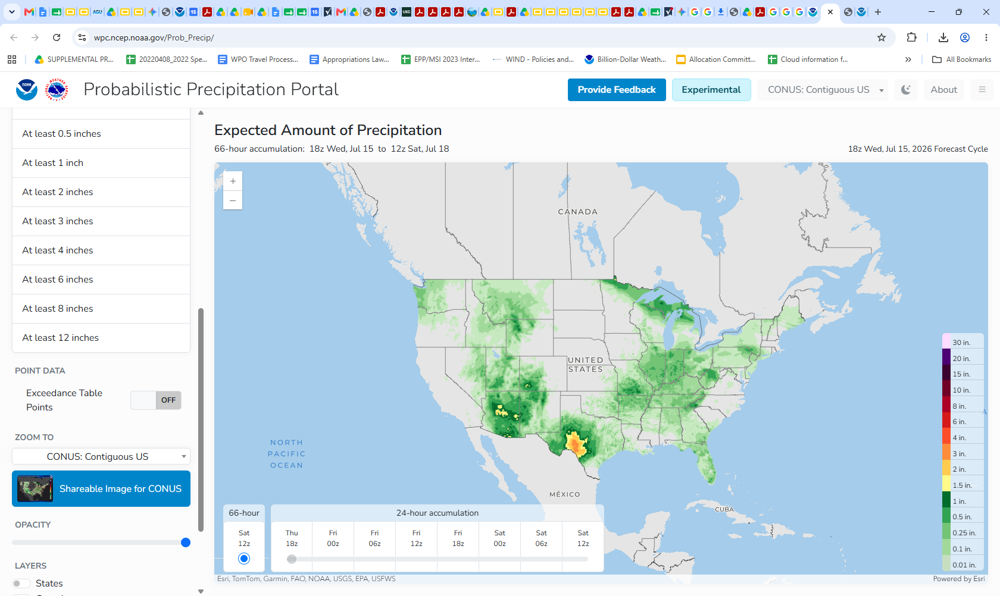 wpc.ncep.noaa.gov/Prob_Precip/
SUPPLEMENTAL PR...
20220408_2022 Spe...
WPO Travel Process...
Appropriations Law...
EPP/MSI 2023 Inter...
WIND - Policies and...
Billion-Dollar Weath...
Allocation Committ...
Cloud information f...
All Bookmarks
NOAA
Probabilistic Precipitation Portal
Provide Feedback
Experimental
CONUS: Contiguous US
About
At least 0.5 inches
At least 1 inch
At least 2 inches
At least 3 inches
At least 4 inches
At least 6 inches
At least 8 inches
At least 12 inches
POINT DATA
Exceedance Table
Points
OFF
ZOOM TO
CONUS: Contiguous US
Shareable Image for CONUS
OPACITY
LAYERS
States
Expected Amount of Precipitation
66-hour accumulation: 18z Wed, Jul 15 to 12z Sat, Jul 18
18z Wed, Jul 15, 2026 Forecast Cycle
+
−
CANADA
UNITED
STATES
NORTH
PACIFIC
OCEAN
MÉXICO
CUBA
A
30 in.
20 in.
15 in.
10 in.
8 in.
6 in.
4 in.
3 in.
2 in.
1.5 in.
1 in.
0.5 in.
0.25 in.
0.1 in.
0.01 in.
66-hour
Sat
12z
24-hour accumulation
Thu
18z
Fri
00z
Fri
06z
Fri
12z
Fri
18z
Sat
00z
Sat
06z
Sat
12z
Esri, TomTom, Garmin, FAO, NOAA, USGS, EPA, USFWS
Powered by Esri